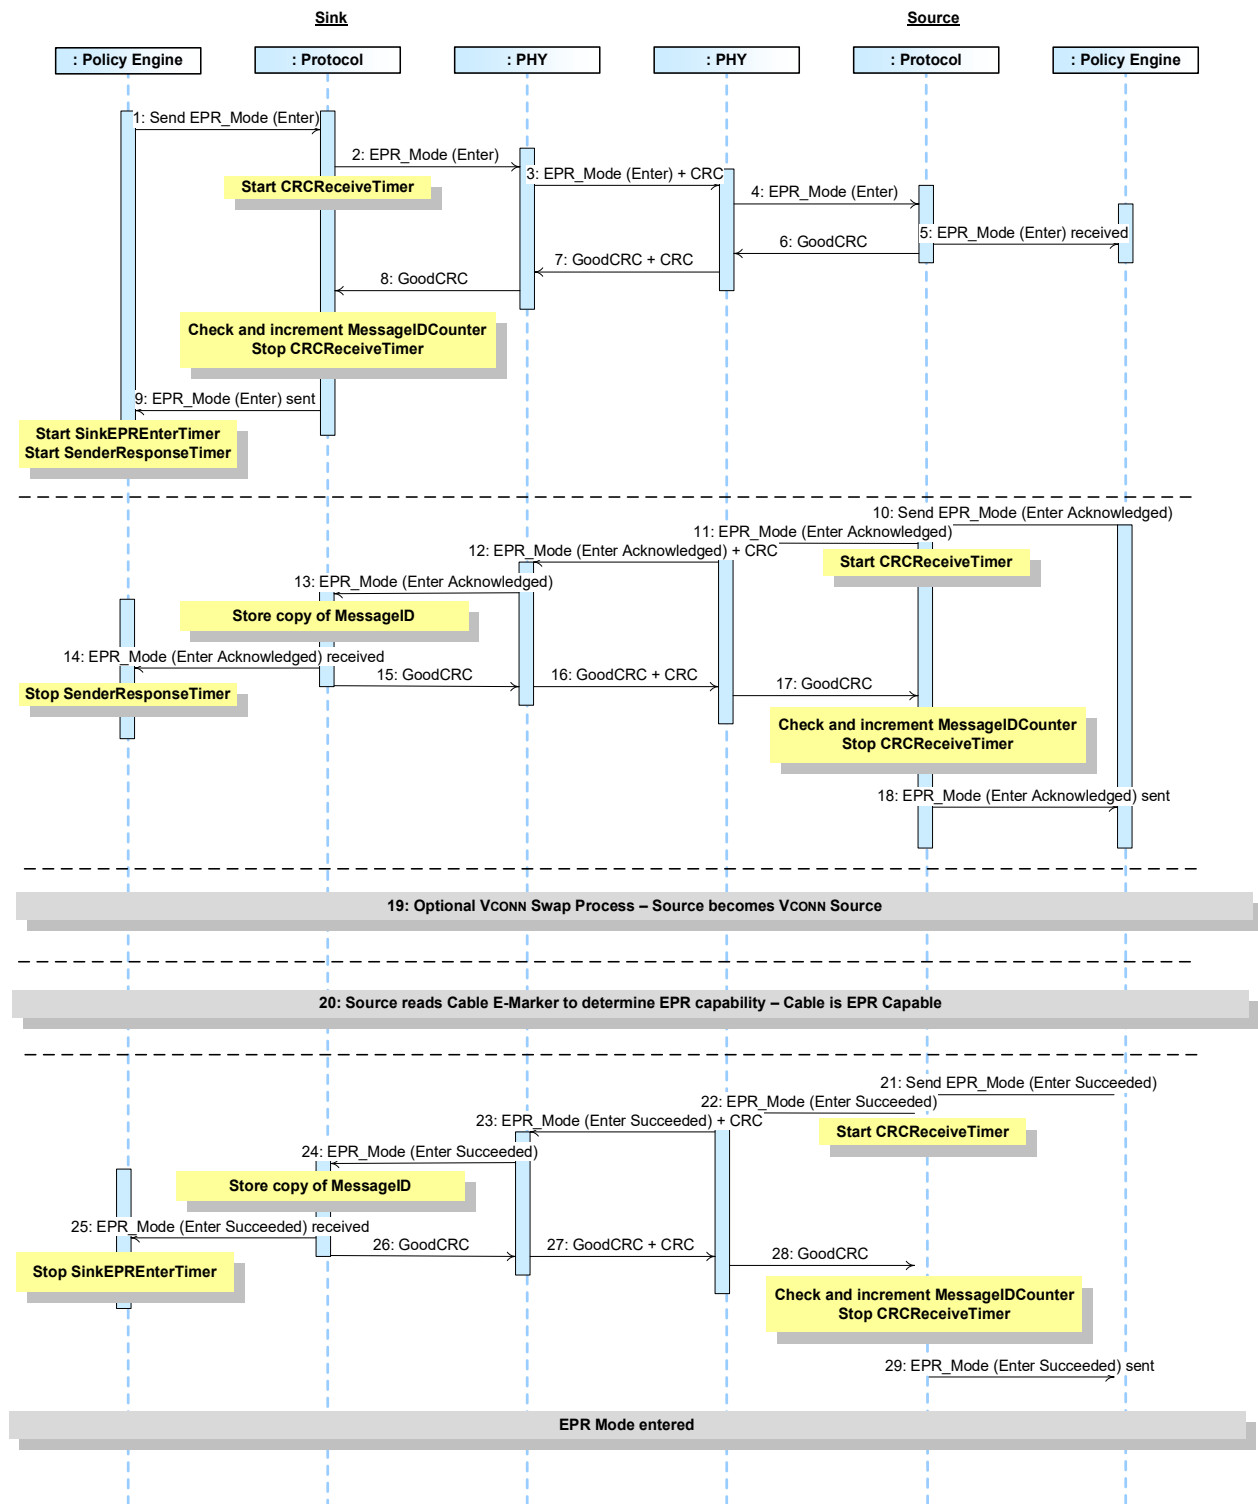 Sink
Source
: Policy Engine
: Protocol
: PHY
: PHY
: Protocol
: Policy Engine
1: Send EPR_Mode (Enter)
2: EPR_Mode (Enter)
Start CRCReceiveTimer
3: EPR_Mode (Enter) + CRC
4: EPR_Mode (Enter)
5: EPR_Mode (Enter) received
6: GoodCRC
7: GoodCRC + CRC
8: GoodCRC
Check and increment MessageIDCounter
Stop CRCReceiveTimer
9: EPR_Mode (Enter) sent
Start SinkEPREnterTimer
Start SenderResponseTimer
10: Send EPR_Mode (Enter Acknowledged)
11: EPR_Mode (Enter Acknowledged)
Start CRCReceiveTimer
12: EPR_Mode (Enter Acknowledged) + CRC
13: EPR_Mode (Enter Acknowledged)
Store copy of MessageID
14: EPR_Mode (Enter Acknowledged) received
Stop SenderResponseTimer
15: GoodCRC
16: GoodCRC + CRC
17: GoodCRC
Check and increment MessageIDCounter
Stop CRCReceiveTimer
18: EPR_Mode (Enter Acknowledged) sent
19: Optional VCONN Swap Process – Source becomes VCONN Source
20: Source reads Cable E-Marker to determine EPR capability – Cable is EPR Capable
21: Send EPR_Mode (Enter Succeeded)
22: EPR_Mode (Enter Succeeded)
Start CRCReceiveTimer
23: EPR_Mode (Enter Succeeded) + CRC
24: EPR_Mode (Enter Succeeded)
Store copy of MessageID
25: EPR_Mode (Enter Succeeded) received
Stop SinkEPREnterTimer
26: GoodCRC
27: GoodCRC + CRC
28: GoodCRC
Check and increment MessageIDCounter
Stop CRCReceiveTimer
29: EPR_Mode (Enter Succeeded) sent
EPR Mode entered